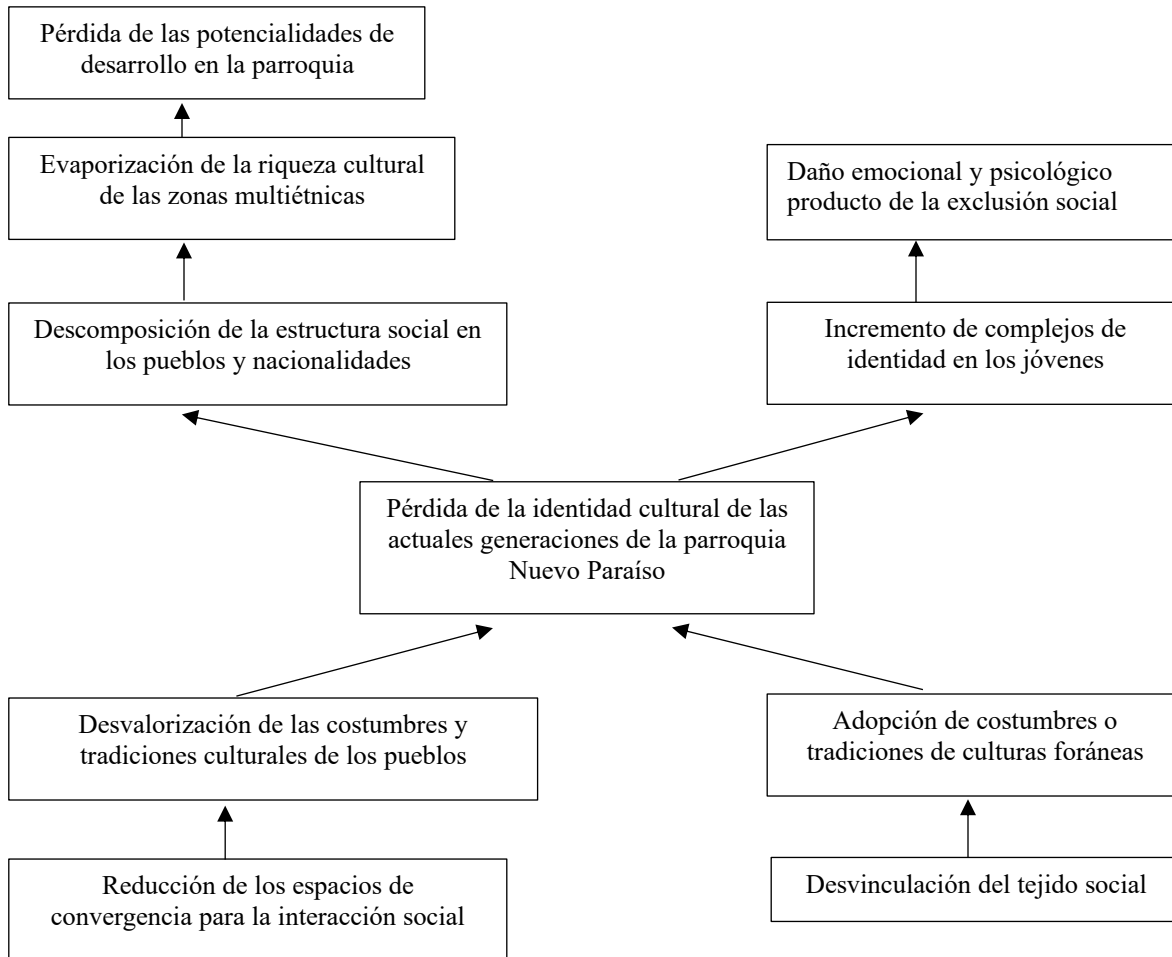 Pérdida de las potencialidades de
desarrollo en la parroquia
Evaporización de la riqueza cultural
de las zonas multiétnicas
Daño emocional y psicológico
producto de la exclusión social
Descomposición de la estructura social en
los pueblos y nacionalidades
Incremento de complejos de
identidad en los jóvenes
Pérdida de la identidad cultural de las
actuales generaciones de la parroquia
Nuevo Paraíso
Desvalorización de las costumbres y
tradiciones culturales de los pueblos
Adopción de costumbres o
tradiciones de culturas foráneas
Reducción de los espacios de
convergencia para la interacción social
Desvinculación del tejido social